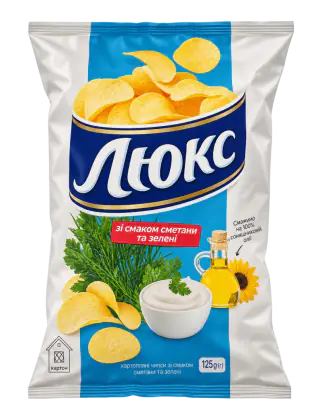 Люкс
зі смаком сметани
та зелені
Смажено
на 100%
соняшниковій
олії
картопляні чипси зі смаком
сметани та зелені
125g(г)
картон